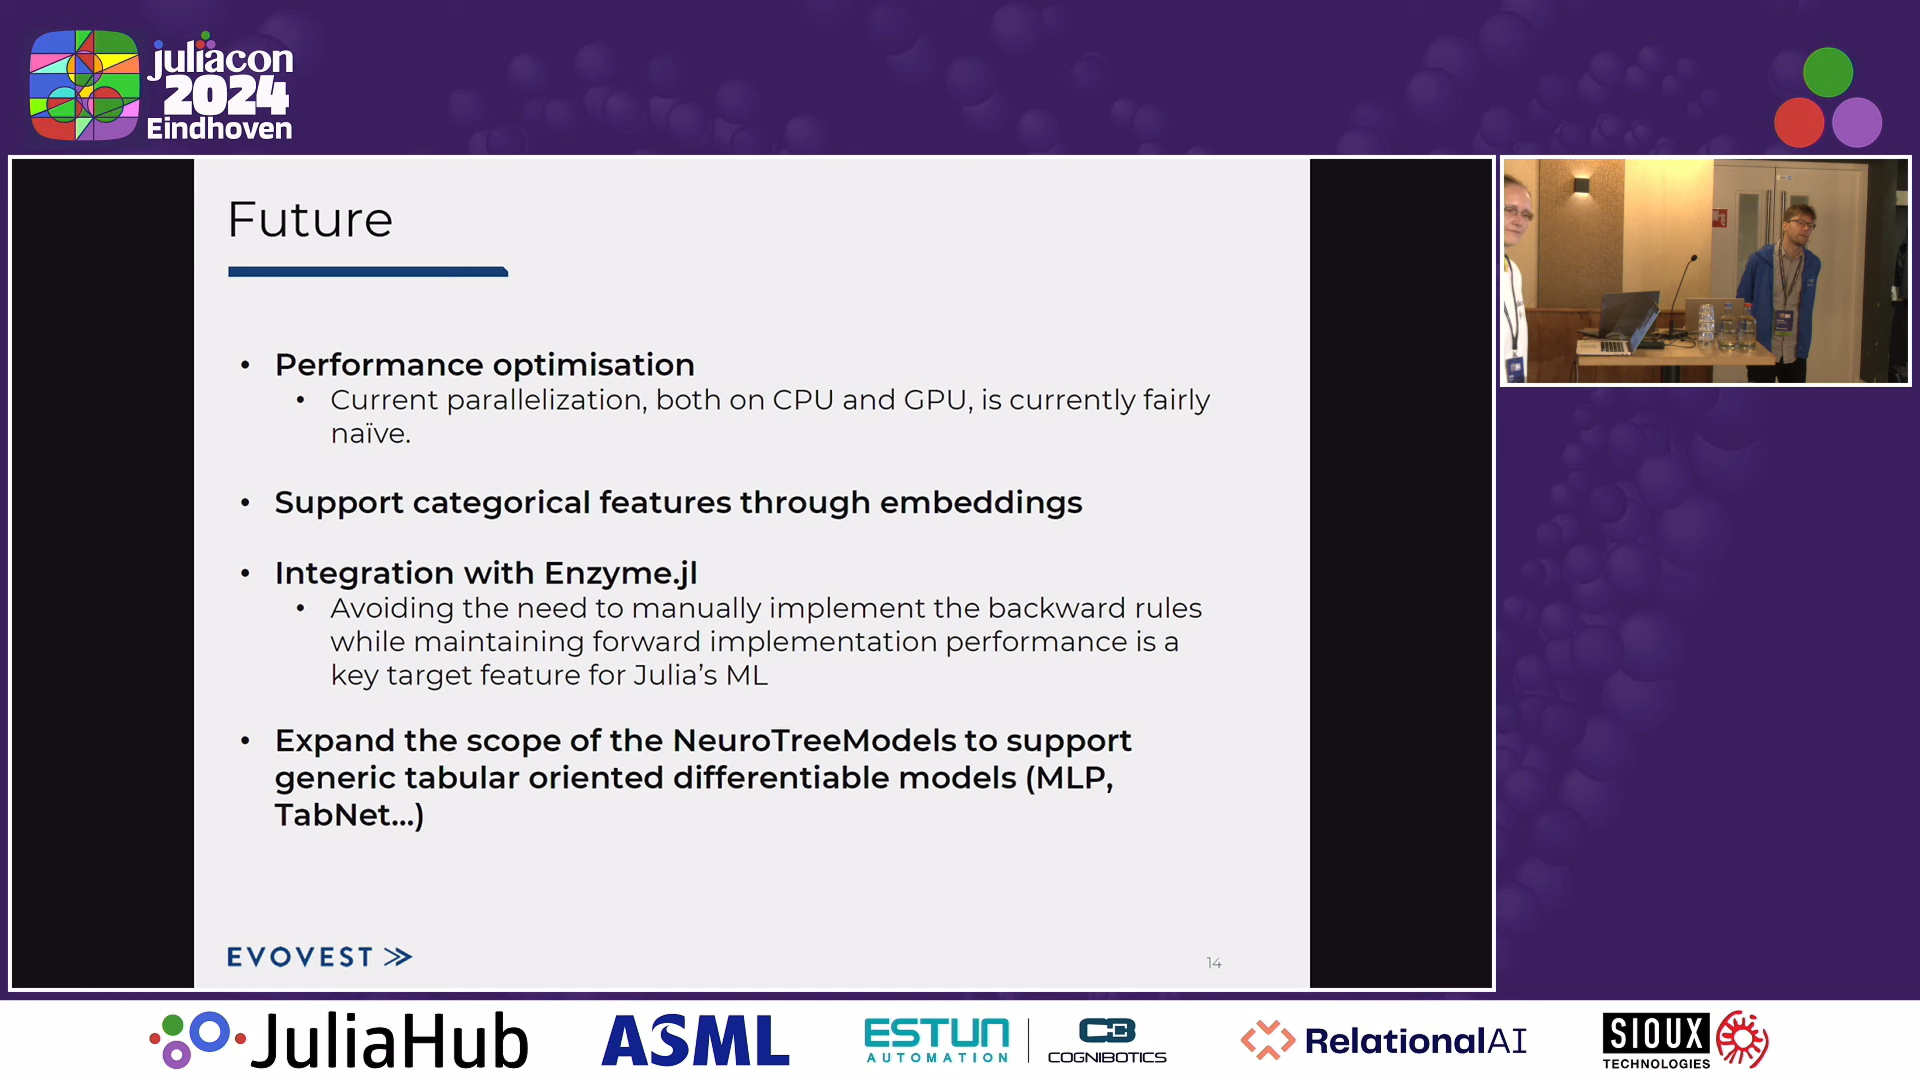 juliacon
2024
Eindhoven
Future
• Performance optimisation
• Current parallelization, both on CPU and GPU, is currently fairly
naïve.
• Support categorical features through embeddings
• Integration with Enzyme.jl
• Avoiding the need to manually implement the backward rules
while maintaining forward implementation performance is a
key target feature for Julia’s ML
• Expand the scope of the NeuroTreeModels to support
generic tabular oriented differentiable models (MLP,
TabNet...)
EVOVEST
14
JuliaHub
ASML
ESTUN
AUTOMATION
COGNIBOTICS
RelationalAI
SIOUX
TECHNOLOGIES